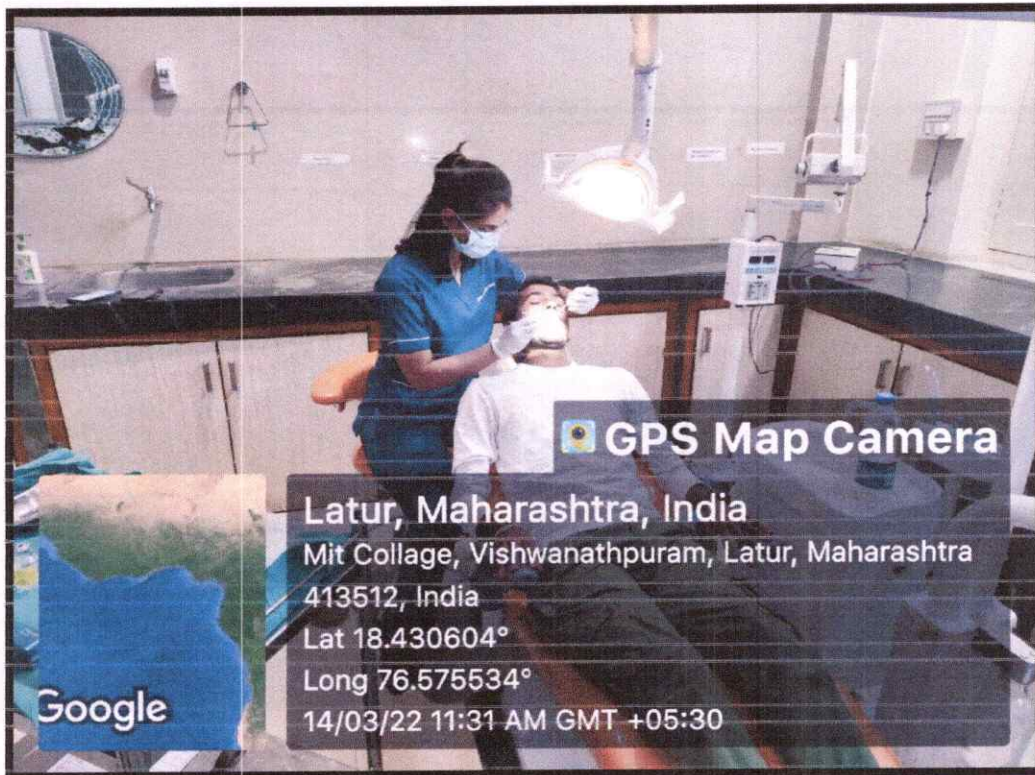 GPS Map Camera
Latur, Maharashtra, India
Mit Collage, Vishwanathpuram, Latur, Maharashtra
413512, India
Lat 18.430604°
Long 76.575534°
14/03/22 11:31 AM GMT +05:30
Google